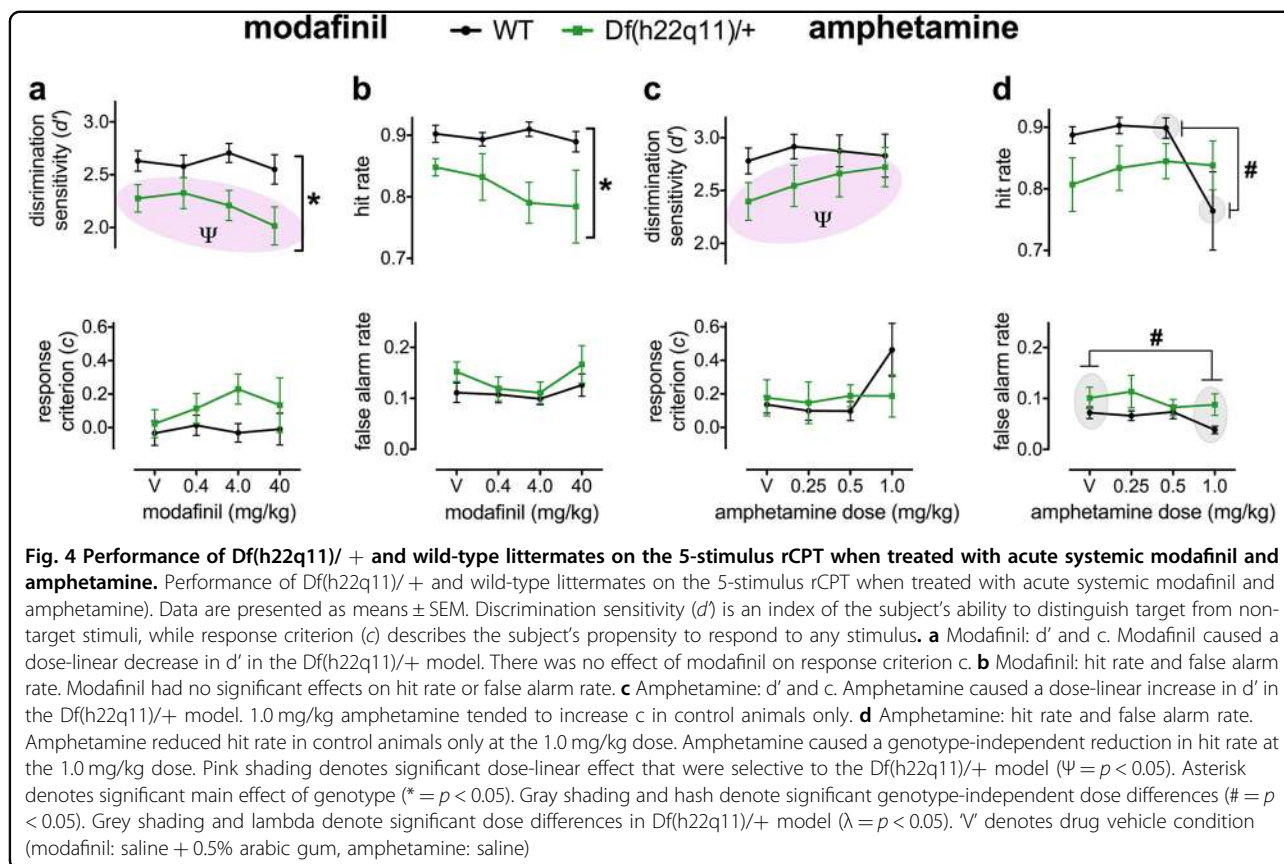 modafinil WT Df(h22q11)/+ amphetamine
a b c d
disrimination
sensitivity (d')
3.0
2.5
2.0
Ψ
*
hit rate
0.9
0.8
0.7
*
disrimination
sensitivity (d')
3.0
2.5
2.0
Ψ
hit rate
0.9
0.8
0.7
#
response
criterion (c)
0.6
0.4
0.2
0.0
V 0.4 4.0 40
modafinil (mg/kg)
false alarm rate
0.2
0.1
0.0
V 0.4 4.0 40
modafinil (mg/kg)
response
criterion (c)
0.6
0.4
0.2
0.0
V 0.25 0.5 1.0
amphetamine dose (mg/kg)
false alarm rate
0.2
0.1
0.0
#
V 0.25 0.5 1.0
amphetamine dose (mg/kg)
Fig. 4 Performance of Df(h22q11)/ + and wild-type littermates on the 5-stimulus rCPT when treated with acute systemic modafinil and
amphetamine. Performance of Df(h22q11)/ + and wild-type littermates on the 5-stimulus rCPT when treated with acute systemic modafinil and
amphetamine). Data are presented as means ± SEM. Discrimination sensitivity (d') is an index of the subject's ability to distinguish target from non-
target stimuli, while response criterion (c) describes the subject's propensity to respond to any stimulus. a Modafinil: d' and c. Modafinil caused a
dose-linear decrease in d' in the Df(h22q11)/+ model. There was no effect of modafinil on response criterion c. b Modafinil: hit rate and false alarm
rate. Modafinil had no significant effects on hit rate or false alarm rate. c Amphetamine: d' and c. Amphetamine caused a dose-linear increase in d' in
the Df(h22q11)/+ model. 1.0 mg/kg amphetamine tended to increase c in control animals only. d Amphetamine: hit rate and false alarm rate.
Amphetamine reduced hit rate in control animals only at the 1.0 mg/kg dose. Amphetamine caused a genotype-independent reduction in hit rate at
the 1.0 mg/kg dose. Pink shading denotes significant dose-linear effect that were selective to the Df(h22q11)/+ model (Ψ = p < 0.05). Asterisk
denotes significant main effect of genotype (* = p < 0.05). Gray shading and hash denote significant genotype-independent dose differences (# = p
< 0.05). Grey shading and lambda denote significant dose differences in Df(h22q11)/+ model (λ = p < 0.05). 'V' denotes drug vehicle condition
(modafinil: saline + 0.5% arabic gum, amphetamine: saline)